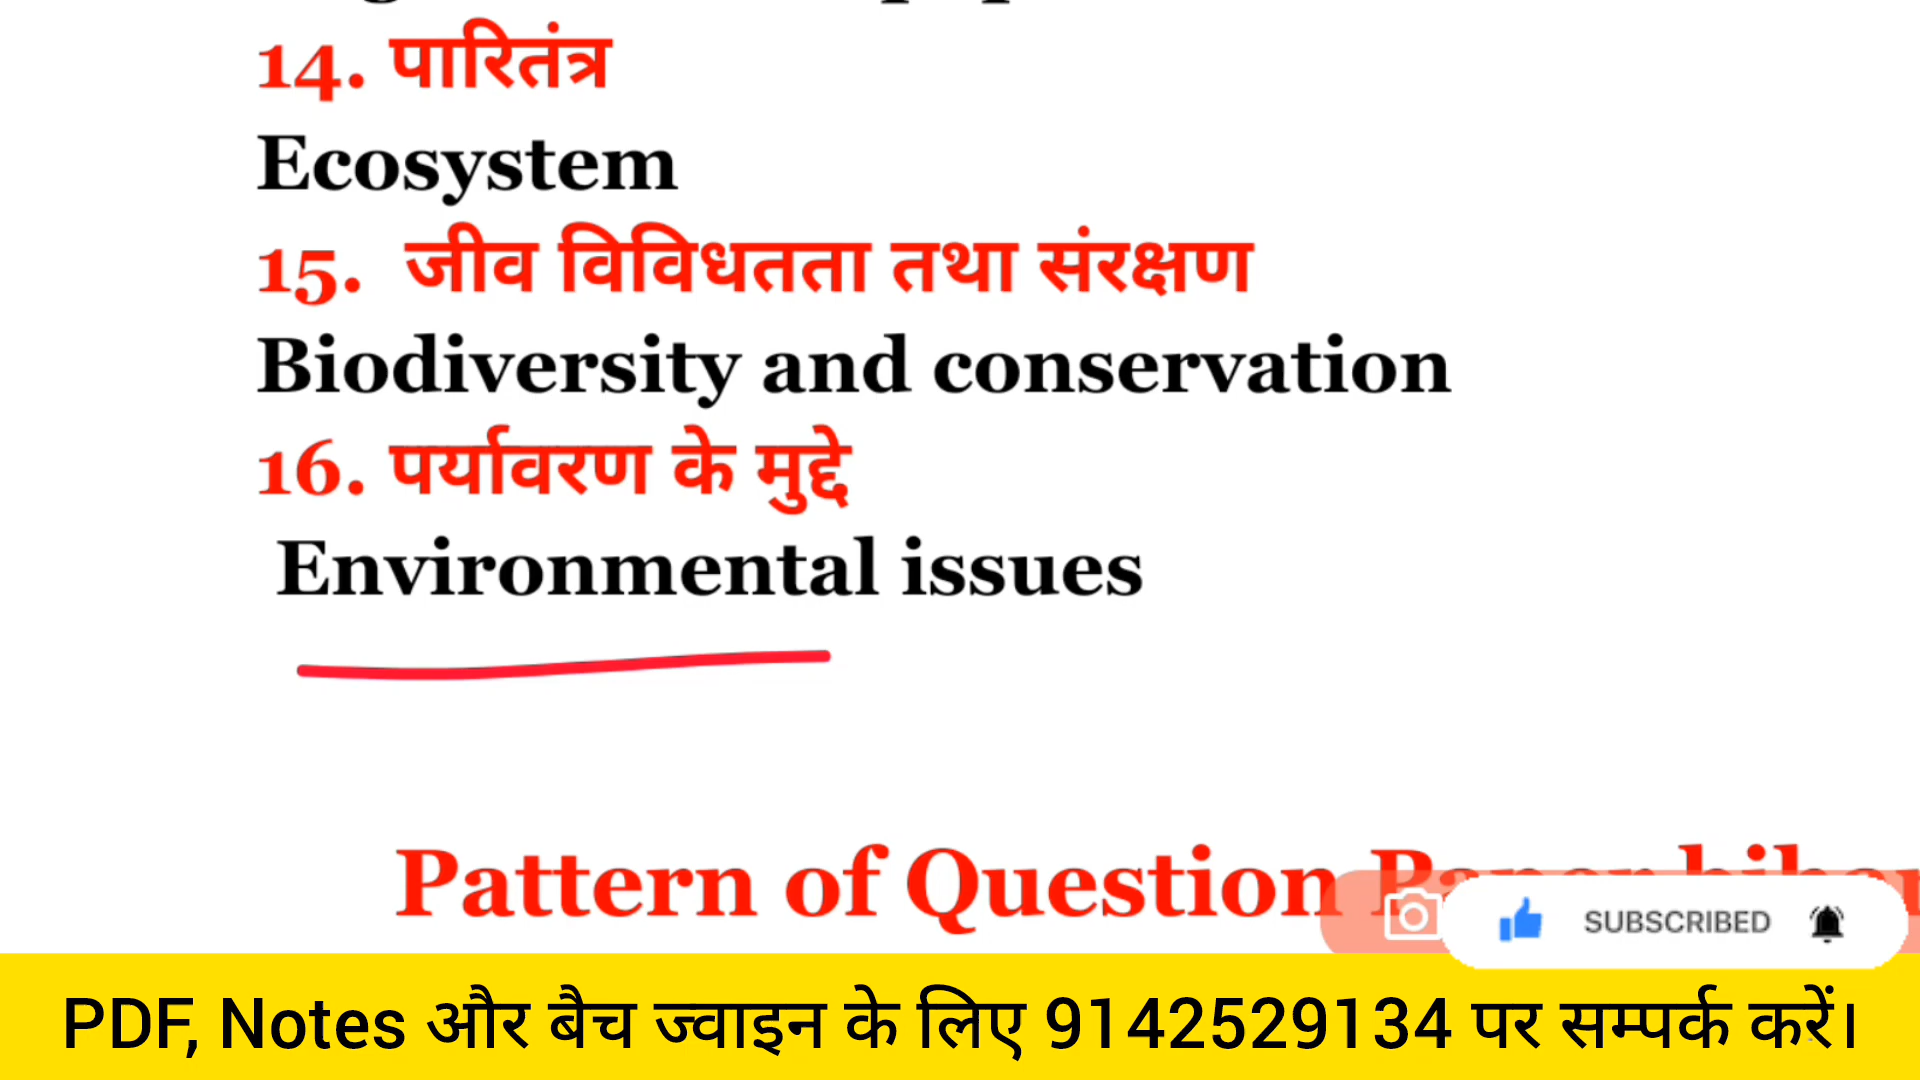 14. पारितंत्र
Ecosystem
15. जीव विविधतता तथा संरक्षण
Biodiversity and conservation
16. पर्यावरण के मुद्दे
Environmental issues
Pattern of Question
SUBSCRIBED
PDF, Notes और बैच ज्वाइन के लिए 9142529134 पर सम्पर्क करें।